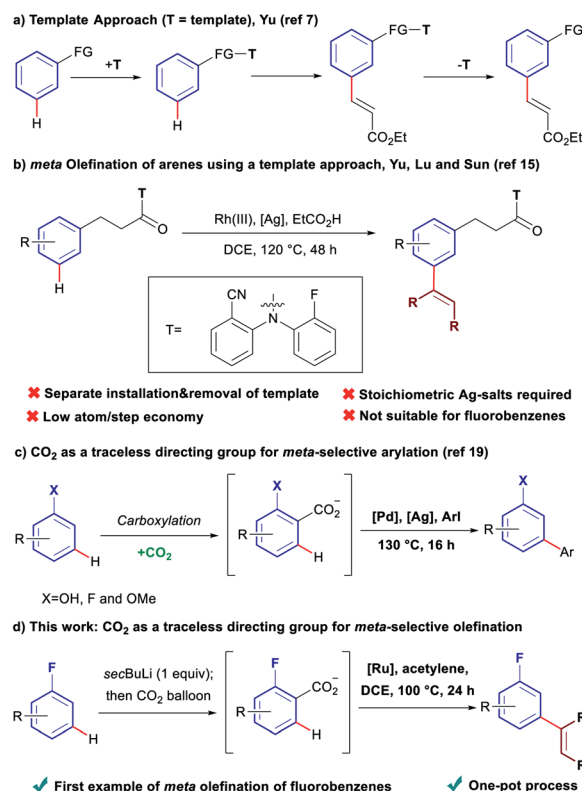 a) Template Approach (T = template), Yu (ref 7)
FG
+T
FG—T
FG—T
-T
FG
H
H
CO₂Et
CO₂Et
b) meta Olefination of arenes using a template approach, Yu, Lu and Sun (ref 15)
T
T
R
O
Rh(III), [Ag], EtCO₂H
DCE, 120 °C, 48 h
R
O
H
R
R
T=
CN
N
F
✖ Separate installation&removal of template
✖ Stoichiometric Ag-salts required
✖ Low atom/step economy
✖ Not suitable for fluorobenzenes
c) CO₂ as a traceless directing group for meta-selective arylation (ref 19)
X
R
H
Carboxylation
+CO₂
X
CO₂⁻
R
H
[Pd], [Ag], ArI
130 °C, 16 h
X
R
Ar
X=OH, F and OMe
d) This work: CO₂ as a traceless directing group for meta-selective olefination
F
R
H
secBuLi (1 equiv);
then CO₂ balloon
F
CO₂⁻
R
H
[Ru], acetylene,
DCE, 100 °C, 24 h
F
R
R
R
✓ First example of meta olefination of fluorobenzenes
✓ One-pot process